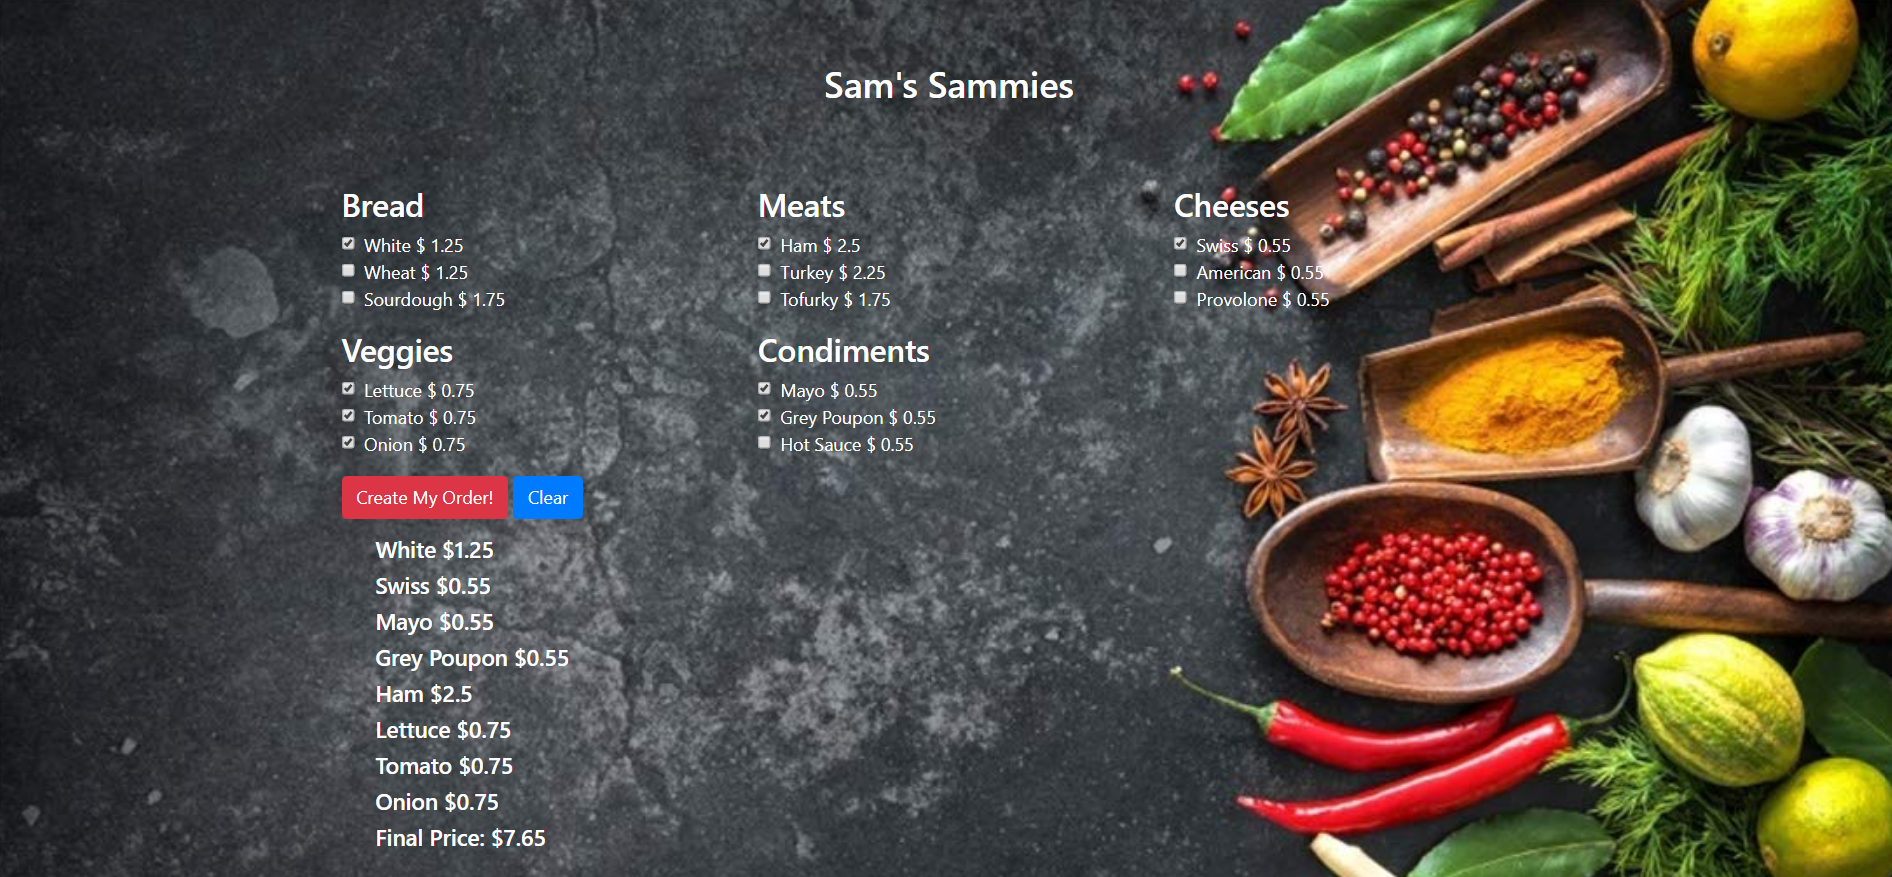 Sam's Sammies
Bread
White $ 1.25
Wheat $ 1.25
Sourdough $ 1.75
Meats
Ham $ 2.5
Turkey $ 2.25
Tofurky $ 1.75
Cheeses
Swiss $ 0.55
American $ 0.55
Provolone $ 0.55
Veggies
Lettuce $ 0.75
Tomato $ 0.75
Onion $ 0.75
Condiments
Mayo $ 0.55
Grey Poupon $ 0.55
Hot Sauce $ 0.55
Create My Order!
Clear
White $1.25
Swiss $0.55
Mayo $0.55
Grey Poupon $0.55
Ham $2.5
Lettuce $0.75
Tomato $0.75
Onion $0.75
Final Price: $7.65